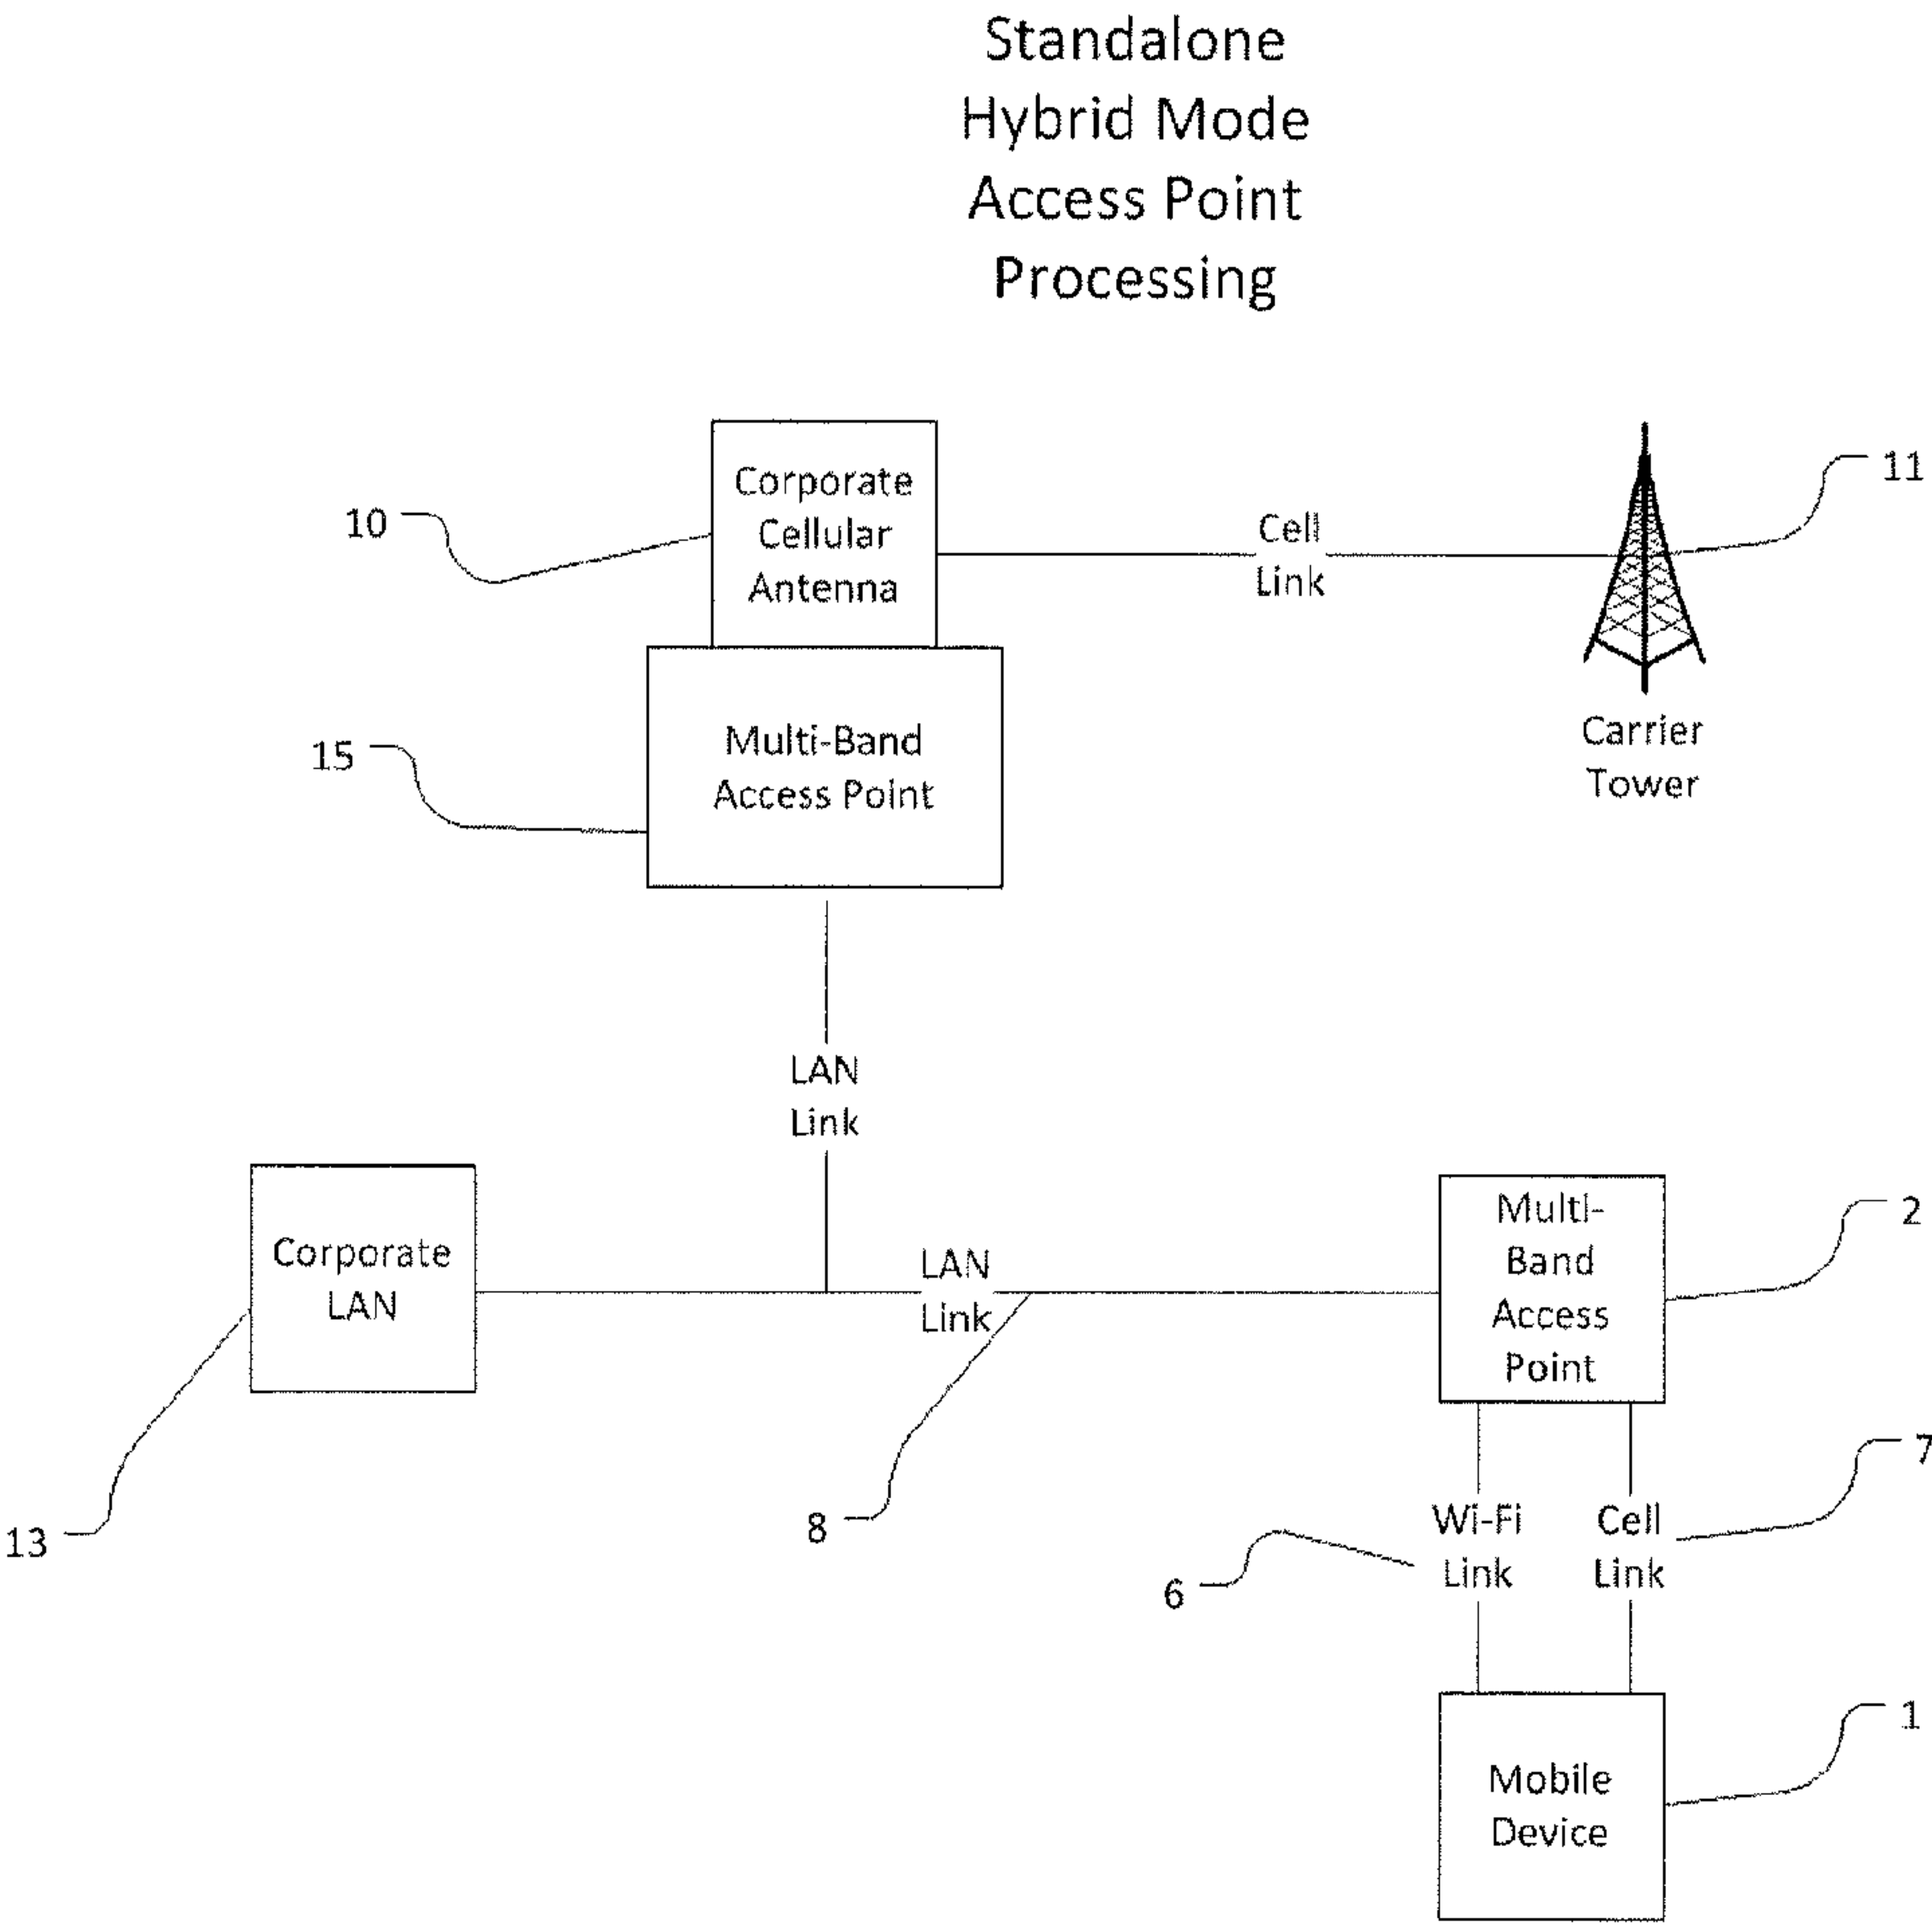 Standalone
Hybrid Mode
Access Point
Processing
Corporate
Cellular
Antenna
10
Cell
Link
11
Carrier
Tower
Multi-Band
Access Point
15
LAN
Link
Corporate
LAN
13
LAN
Link
8
Multi-
Band
Access
Point
2
Wi-Fi
Link
6
Cell
Link
7
Mobile
Device
1